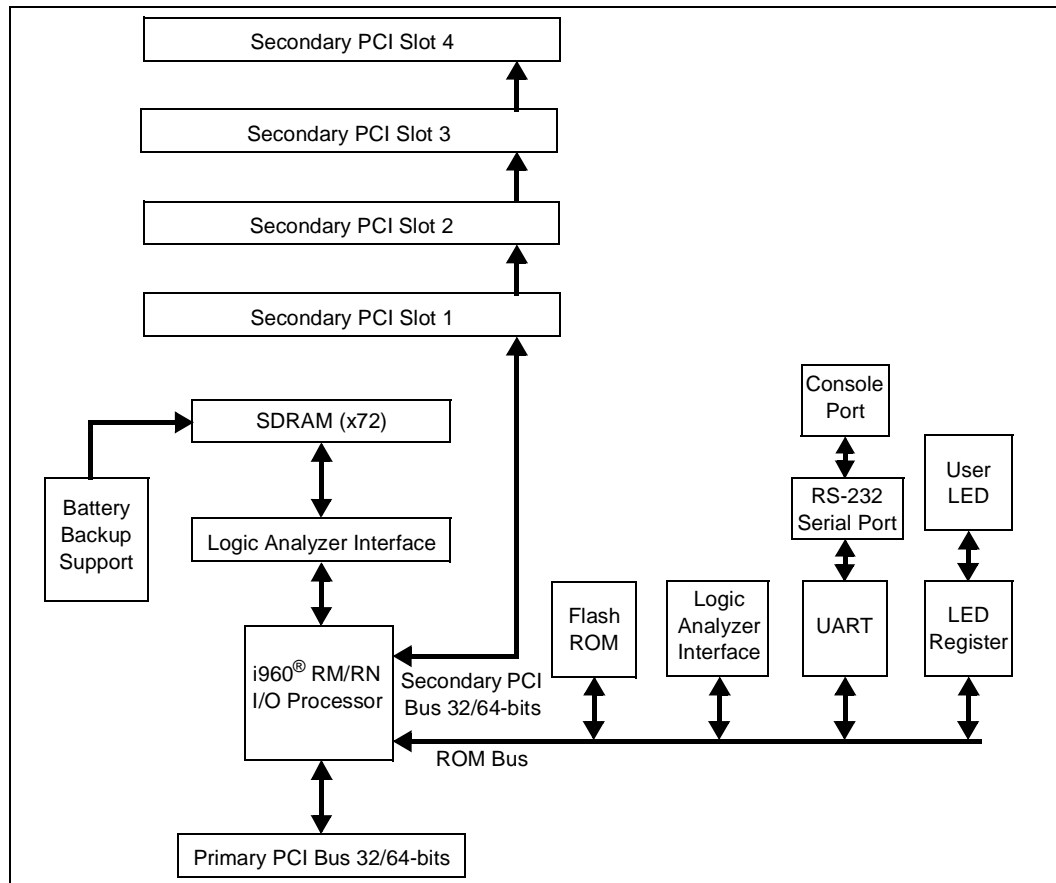 Secondary PCI Slot 4
Secondary PCI Slot 3
Secondary PCI Slot 2
Secondary PCI Slot 1
SDRAM (x72)
Battery
Backup
Support
Logic Analyzer Interface
i960® RM/RN
I/O Processor
Secondary PCI
Bus 32/64-bits
ROM Bus
Primary PCI Bus 32/64-bits
Flash
ROM
Logic
Analyzer
Interface
Console
Port
RS-232
Serial Port
UART
User
LED
LED
Register